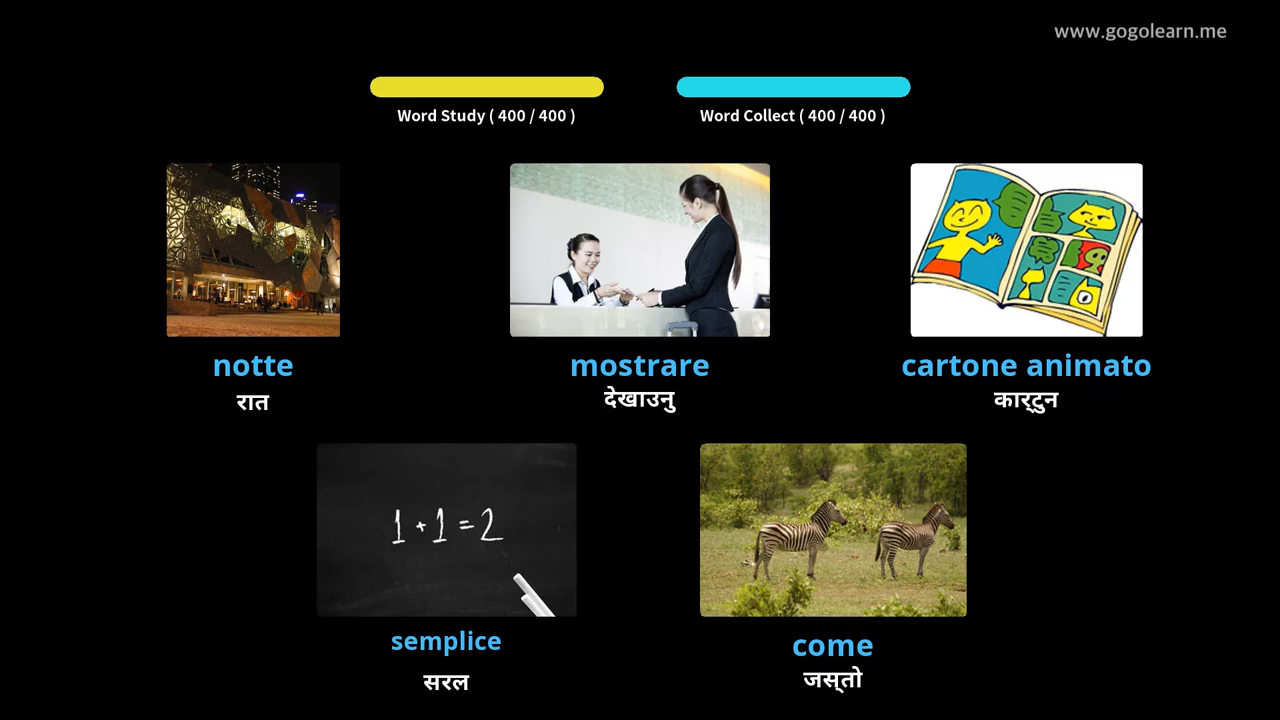 www.gogolearn.me
Word Study ( 400 / 400 )
Word Collect ( 400 / 400 )
notte
रात
mostrare
देखाउनु
cartone animato
कार्‍टुन
1 + 1 = 2
semplice
सरल
come
जस्‍तो